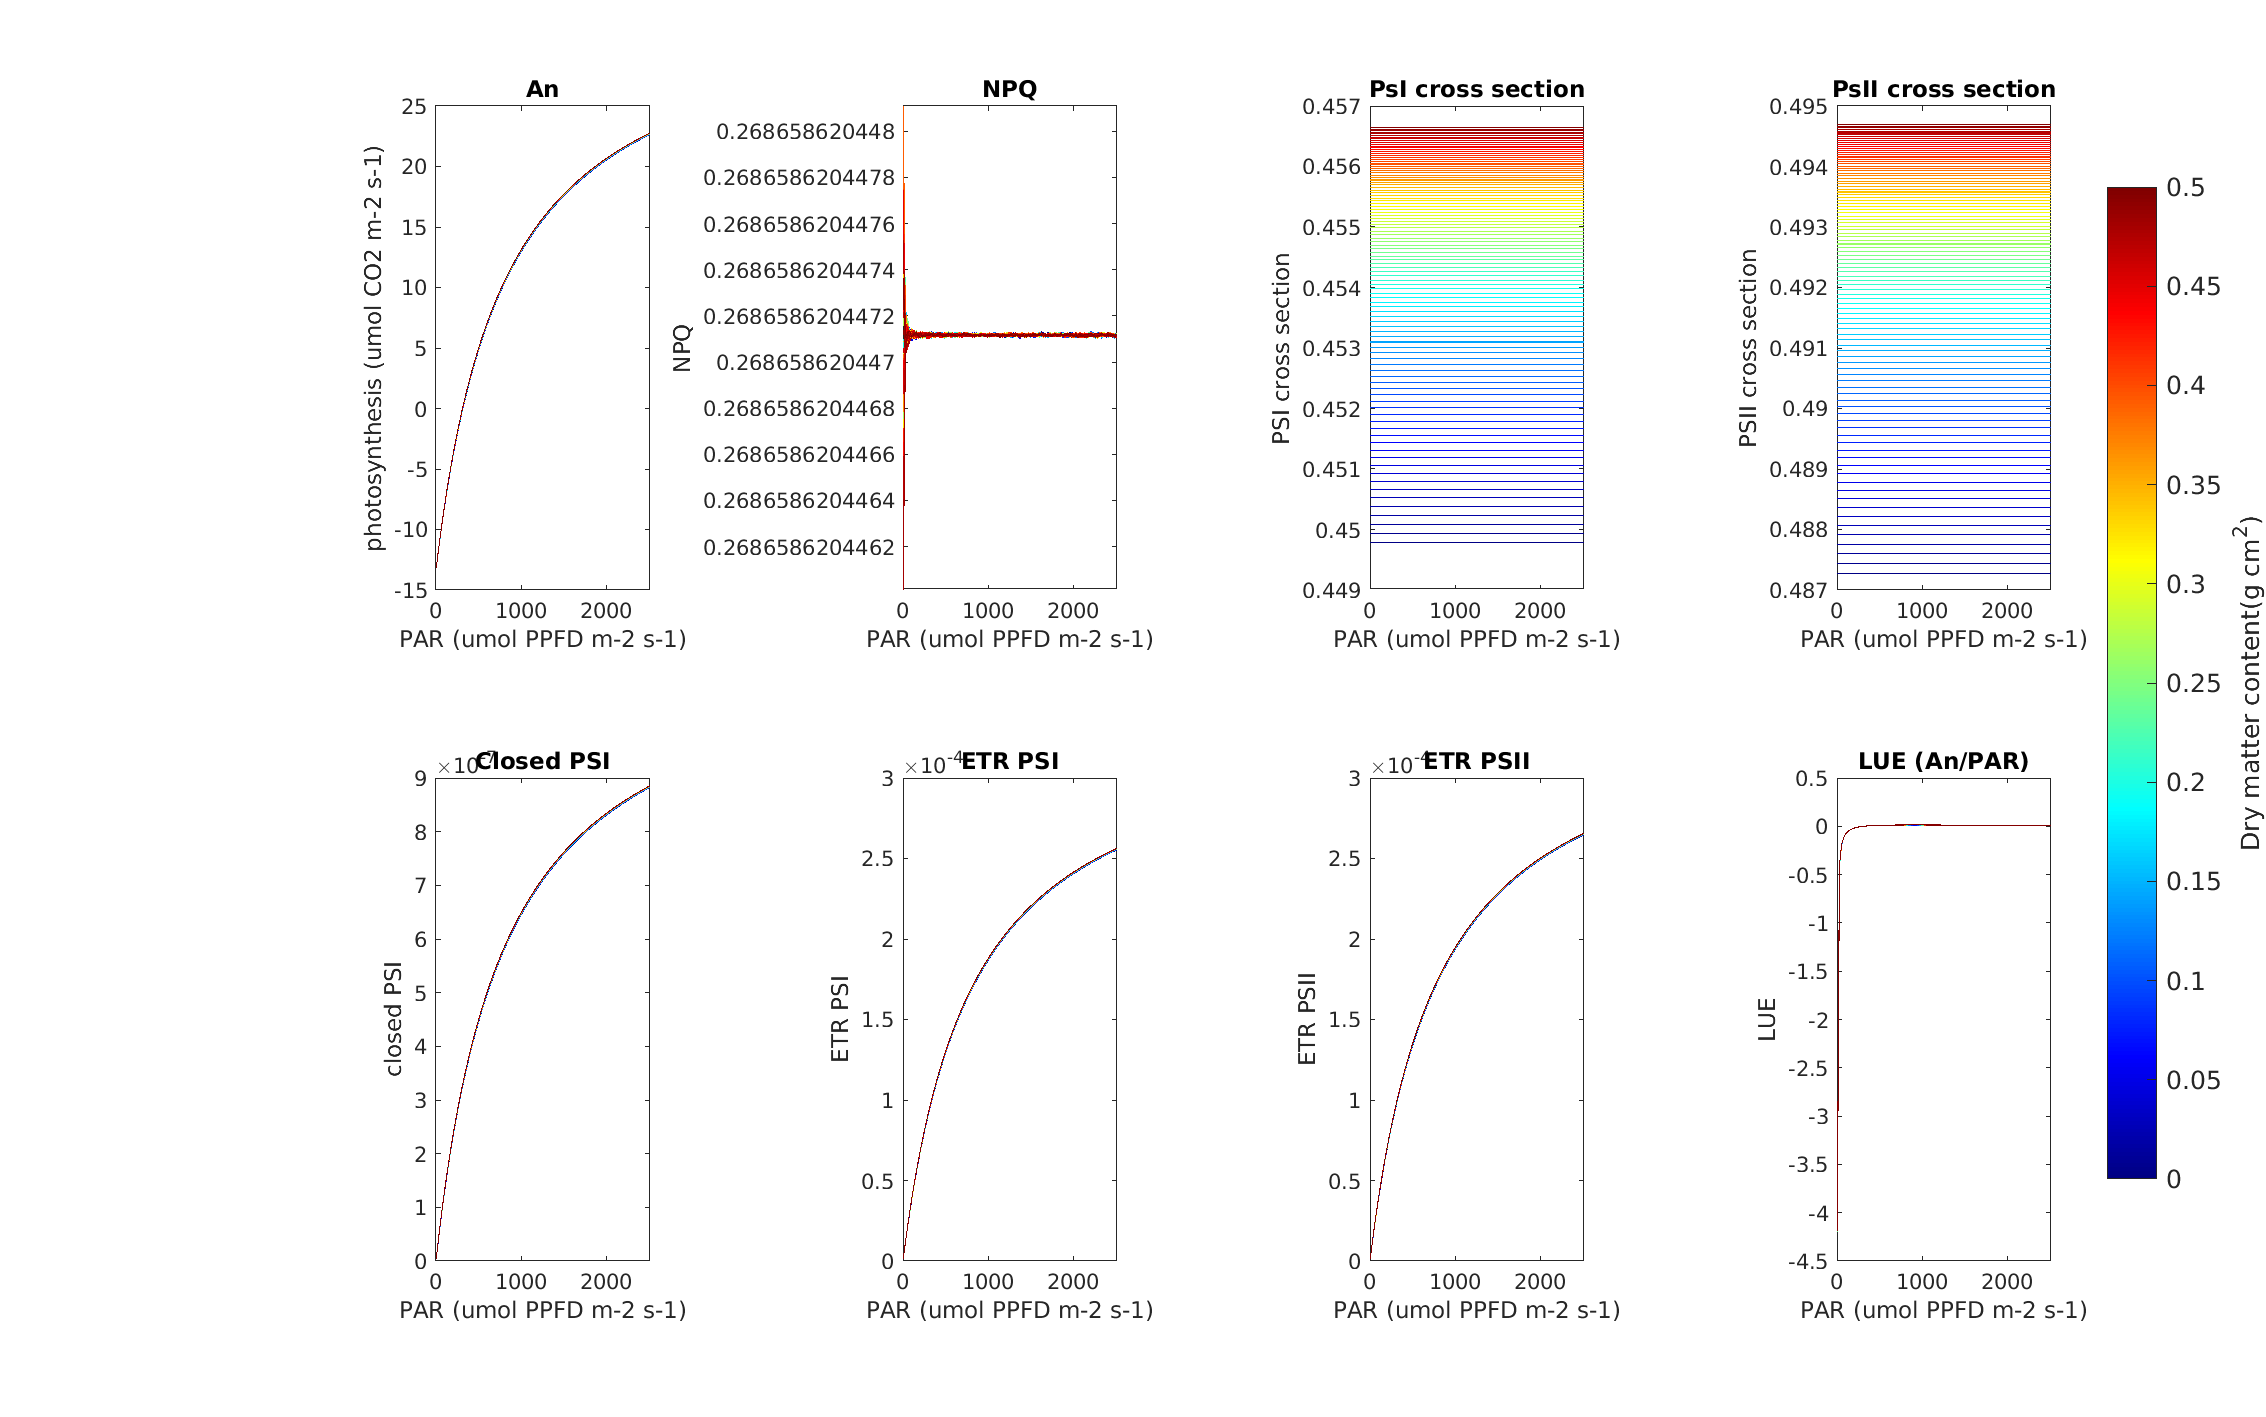 An
NPQ
PsI cross section
PsII cross section
25
20
15
10
5
0
-5
-10
-15
photosynthesis (umol CO2 m-2 s-1)
0 1000 2000
PAR (umol PPFD m-2 s-1)
0.268658620448
0.2686586204478
0.2686586204476
0.2686586204474
0.2686586204472
0.268658620447
0.2686586204468
0.2686586204466
0.2686586204464
0.2686586204462
NPQ
0 1000 2000
PAR (umol PPFD m-2 s-1)
0.457
0.456
0.455
0.454
0.453
0.452
0.451
0.45
0.449
PSI cross section
0 1000 2000
PAR (umol PPFD m-2 s-1)
0.495
0.494
0.493
0.492
0.491
0.49
0.489
0.488
0.487
PSII cross section
0 1000 2000
PAR (umol PPFD m-2 s-1)
Closed PSI
×10-7
9
8
7
6
5
4
3
2
1
0
closed PSI
0 1000 2000
PAR (umol PPFD m-2 s-1)
ETR PSI
×10-4
3
2.5
2
1.5
1
0.5
0
ETR PSI
0 1000 2000
PAR (umol PPFD m-2 s-1)
ETR PSII
×10-4
3
2.5
2
1.5
1
0.5
0
ETR PSII
0 1000 2000
PAR (umol PPFD m-2 s-1)
LUE (An/PAR)
0.5
0
-0.5
-1
-1.5
-2
-2.5
-3
-3.5
-4
-4.5
LUE
0 1000 2000
PAR (umol PPFD m-2 s-1)
0.5
0.45
0.4
0.35
0.3
0.25
0.2
0.15
0.1
0.05
0
Dry matter content(g cm2)